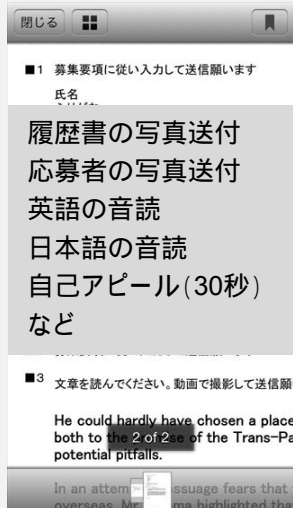 閉じる
■1 募集要項に従い入力して送信願います
氏名
履歴書の写真送付
応募者の写真送付
英語の音読
日本語の音読
自己アピール(30秒)
など
■3 文章を読んでください。動画で撮影して送信願
He could hardly have chosen a place
both to the of the Trans-Pa
2 of 2
potential pitfalls.
In an attem ssuage fears that
overseas, Mr ma highlighted tha